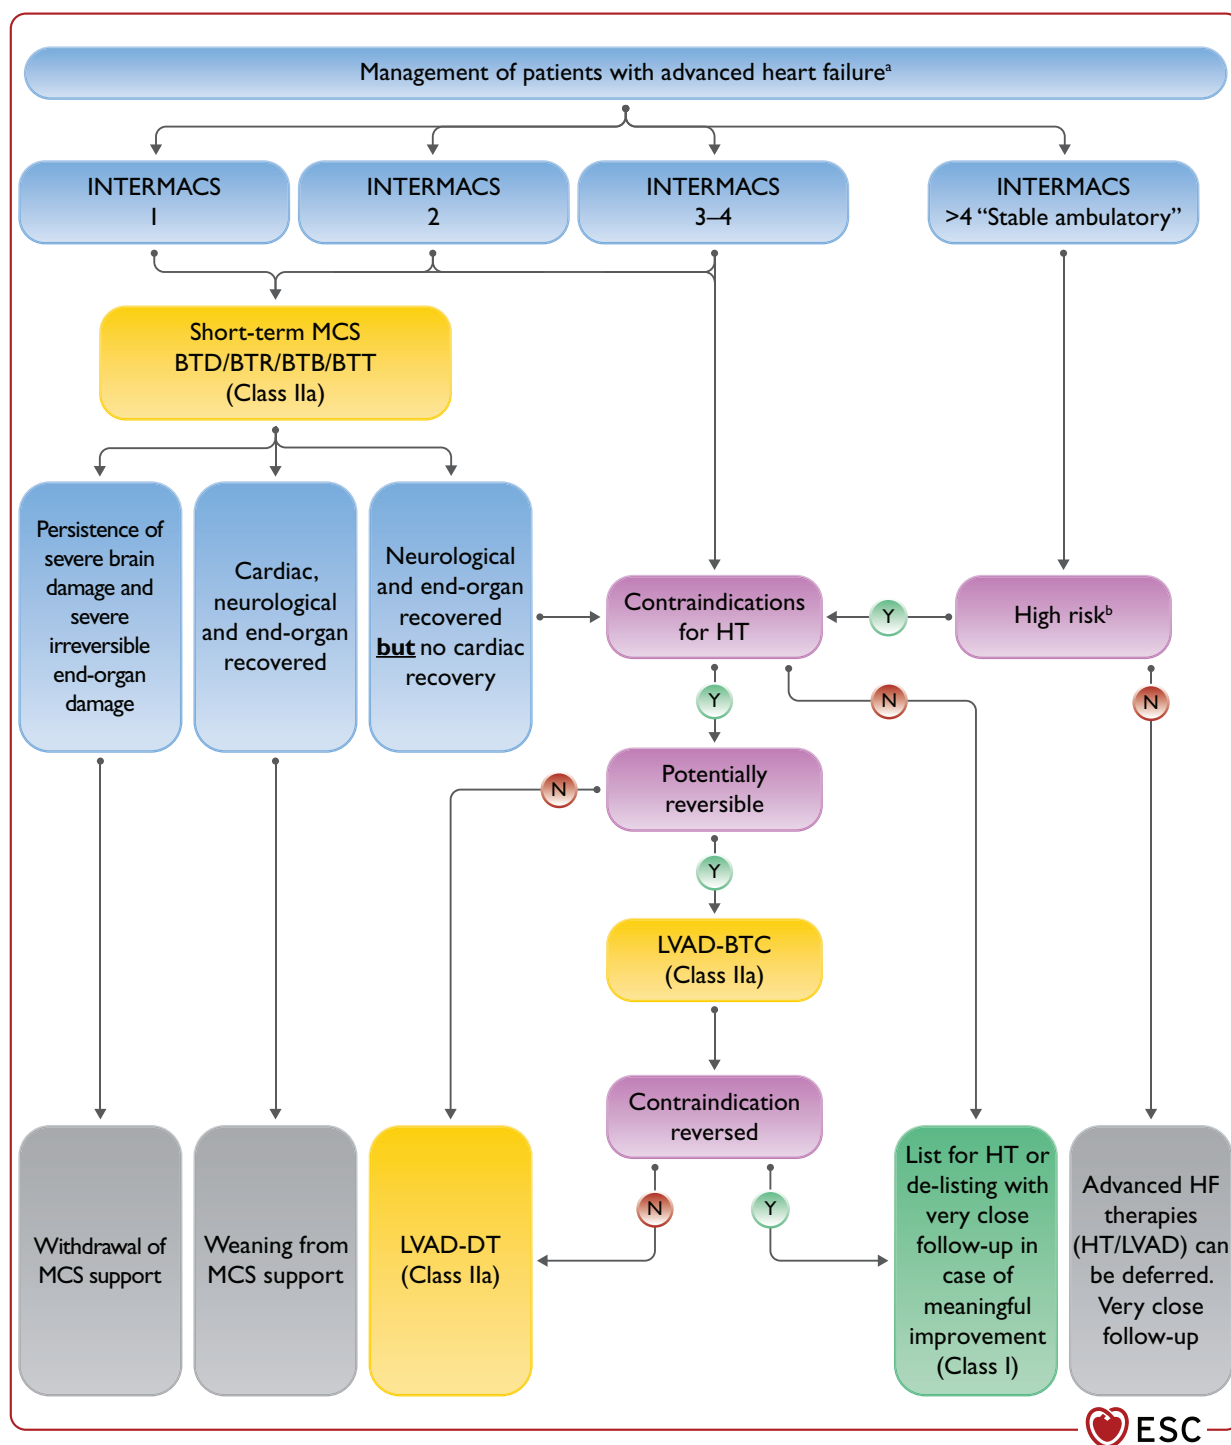 Management of patients with advanced heart failureᵃ
INTERMACS
1
INTERMACS
2
INTERMACS
3–4
INTERMACS
>4 “Stable ambulatory”
Short-term MCS
BTD/BTR/BTB/BTT
(Class IIa)
Persistence of
severe brain
damage and
severe
irreversible
end-organ
damage
Cardiac,
neurological
and end-organ
recovered
Neurological
and end-organ
recovered
but no cardiac
recovery
Contraindications
for HT
Y
High riskᵇ
Y
N
N
Potentially
reversible
N
Y
LVAD-BTC
(Class IIa)
Contraindication
reversed
N
Y
Withdrawal of
MCS support
Weaning from
MCS support
LVAD-DT
(Class IIa)
List for HT or
de-listing with
very close
follow-up in
case of
meaningful
improvement
(Class I)
Advanced HF
therapies
(HT/LVAD) can
be deferred.
Very close
follow-up
ESC